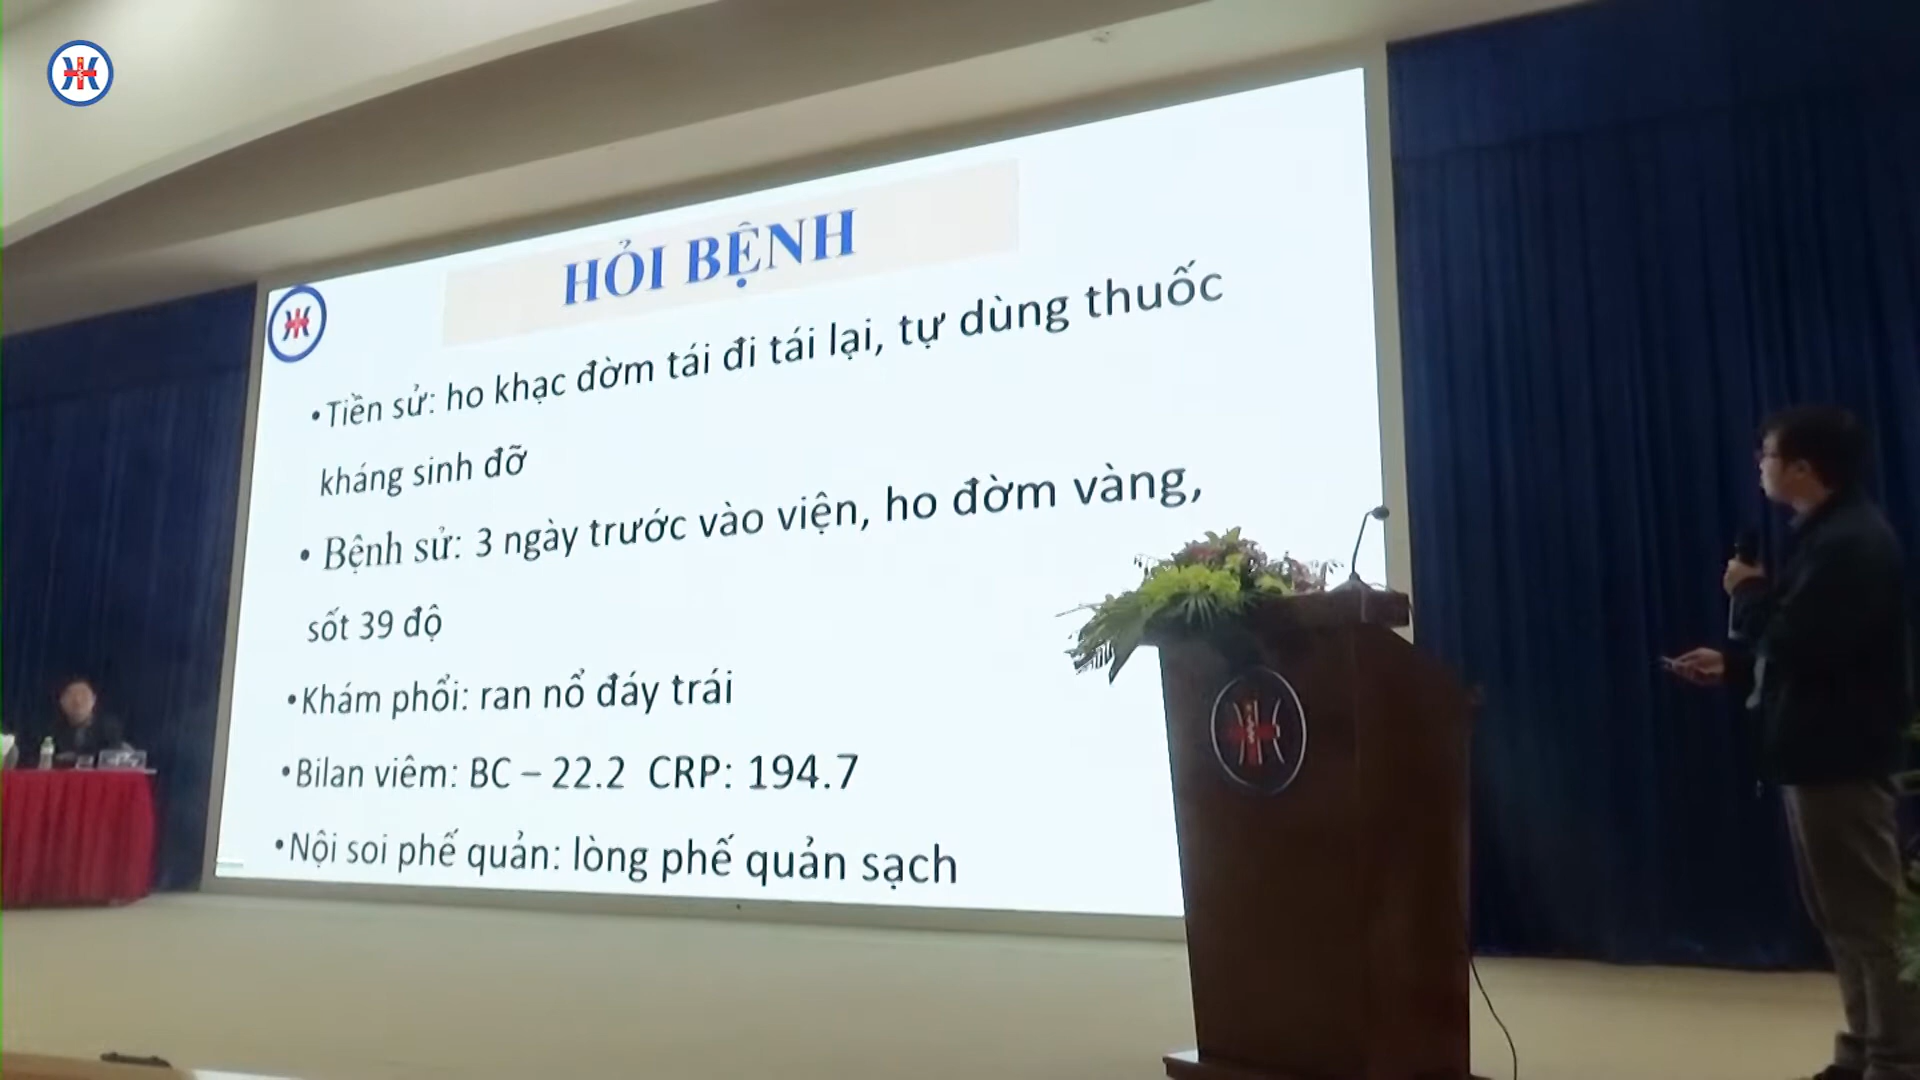 HỎI BỆNH
•Tiền sử: ho khạc đờm tái đi tái lại, tự dùng thuốc
kháng sinh đỡ
• Bệnh sử: 3 ngày trước vào viện, ho đờm vàng,
sốt 39 độ
•Khám phổi: ran nổ đáy trái
•Bilan viêm: BC – 22.2 CRP: 194.7
•Nội soi phế quản: lòng phế quản sạch